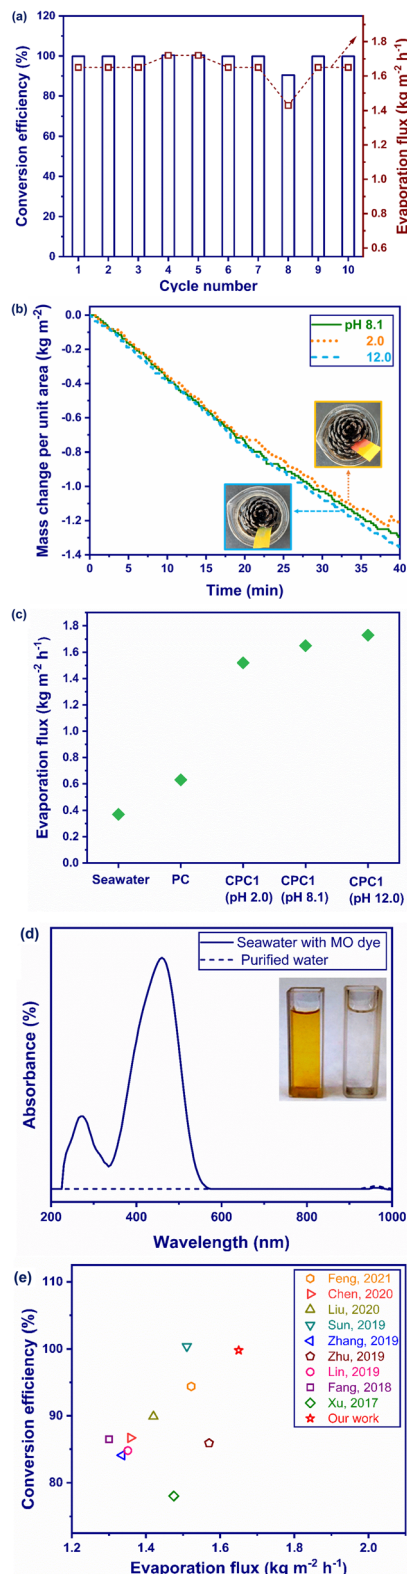 (a)
Conversion efficiency (%)
120
100
80
60
40
20
0
1 2 3 4 5 6 7 8 9 10
Cycle number
1.8
1.6
1.4
1.2
1.0
0.8
0.6
Evaporation flux (kg m-2 h-1)
(b)
Mass change per unit area (kg m-2)
0.0
-0.2
-0.4
-0.6
-0.8
-1.0
-1.2
-1.4
pH 8.1
2.0
12.0
0 5 10 15 20 25 30 35 40
Time (min)
(c)
Evaporation flux (kg m-2 h-1)
1.8
1.6
1.4
1.2
1.0
0.8
0.6
0.4
0.2
0.0
Seawater PC CPC1 CPC1 CPC1
(pH 2.0) (pH 8.1) (pH 12.0)
(d)
Absorbance (%)
Seawater with MO dye
Purified water
200 400 600 800 1000
Wavelength (nm)
(e)
Conversion efficiency (%)
110
100
90
80
Feng, 2021
Chen, 2020
Liu, 2020
Sun, 2019
Zhang, 2019
Zhu, 2019
Lin, 2019
Fang, 2018
Xu, 2017
Our work
1.2 1.4 1.6 1.8 2.0
Evaporation flux (kg m-2 h-1)